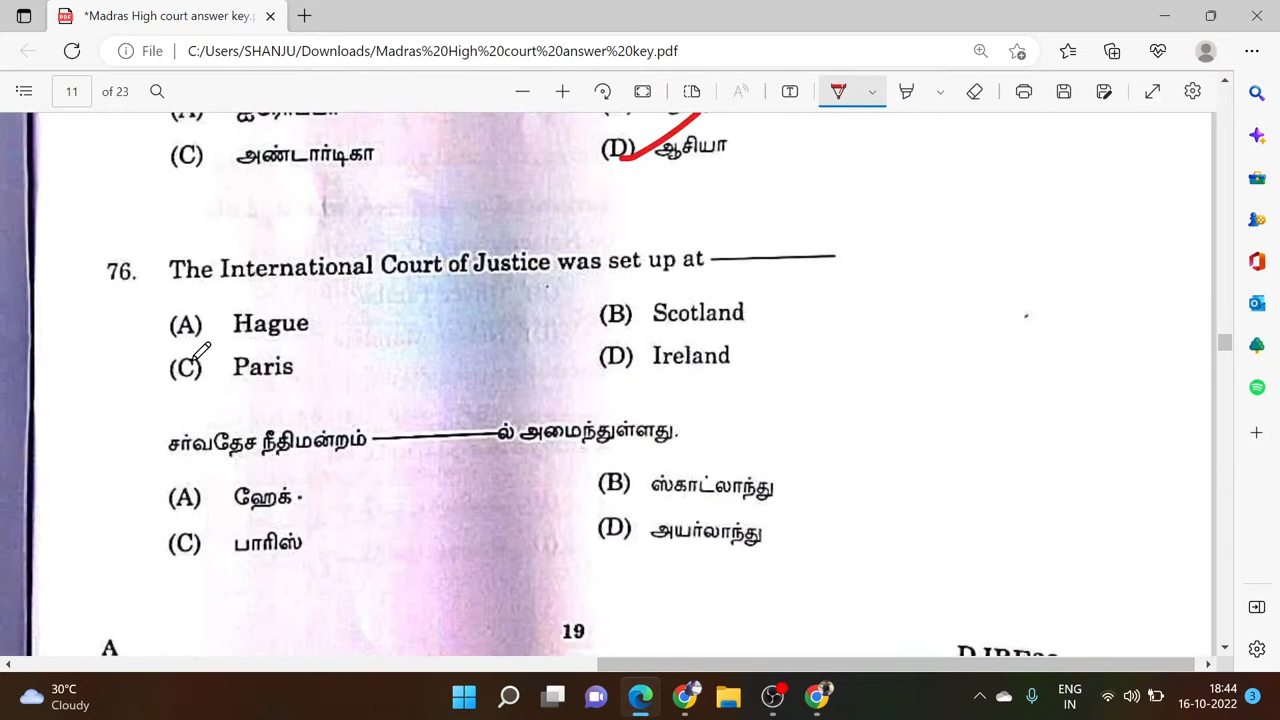 *Madras High court answer key.p
File C:/Users/SHANJU/Downloads/Madras%20High%20court%20answer%20key.pdf
11 of 23
(C) அண்டார்டிகா (D) ஆசியா
76. The International Court of Justice was set up at
(A) Hague (B) Scotland
(C) Paris (D) Ireland
சர்வதேச நீதிமன்றம் ல் அமைந்துள்ளது.
(A) ஹேக் (B) ஸ்காட்லாந்து
(C) பாரிஸ் (D) அயர்லாந்து
19
A
30°C
Cloudy
ENG
IN
18:44
16-10-2022
3